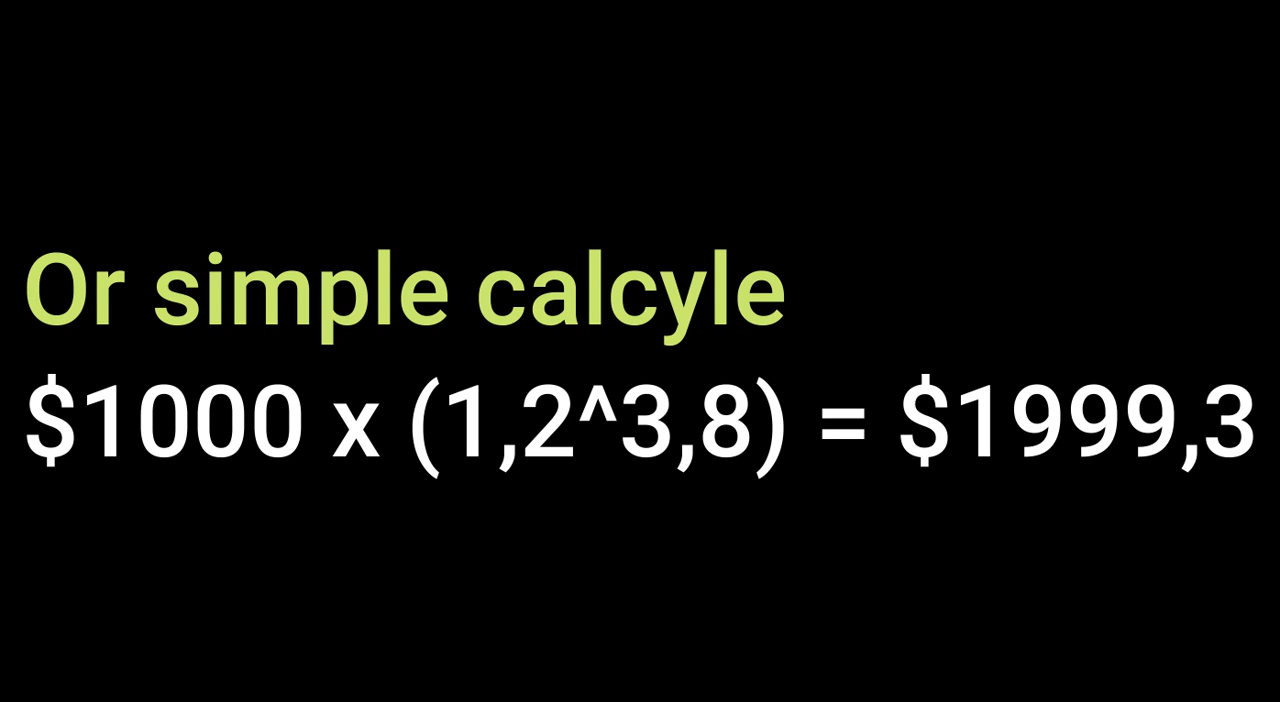 Or simple calcyle
$1000 x (1,2^3,8) = $1999,3